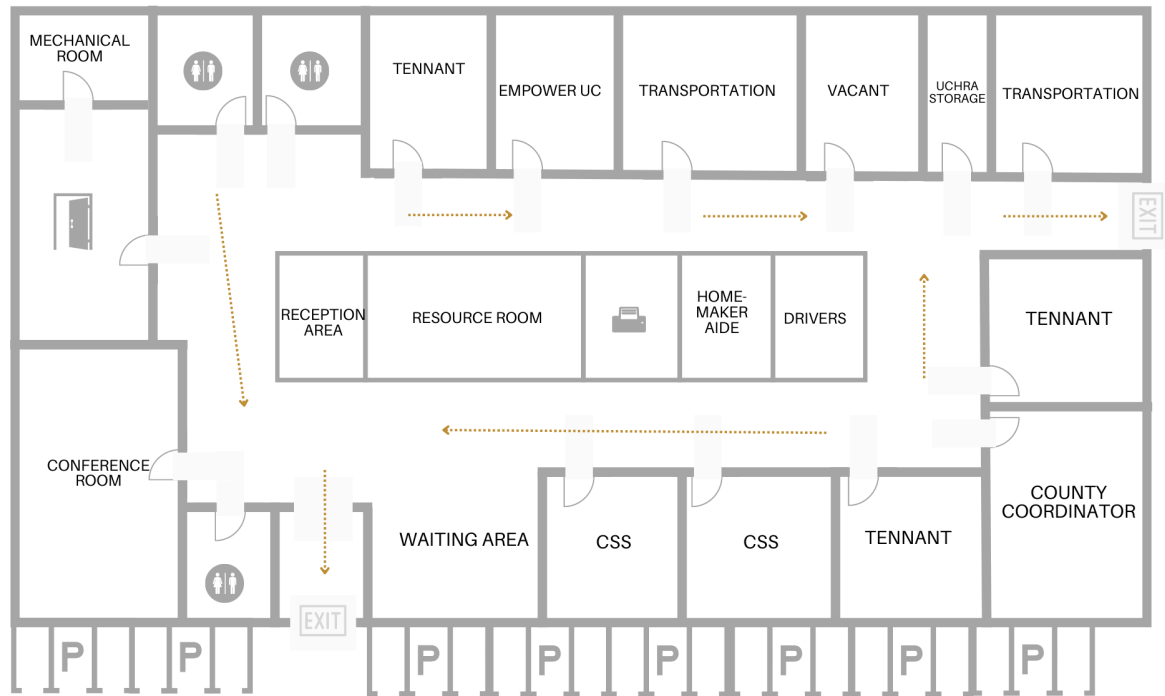 MECHANICAL
ROOM
TENNANT
EMPOWER UC
TRANSPORTATION
VACANT
UCHRA
STORAGE
TRANSPORTATION
EXIT
RECEPTION
AREA
RESOURCE ROOM
HOME-
MAKER
AIDE
DRIVERS
TENNANT
CONFERENCE
ROOM
WAITING AREA
CSS
CSS
TENNANT
COUNTY
COORDINATOR
EXIT
P
P
P
P
P
P
P